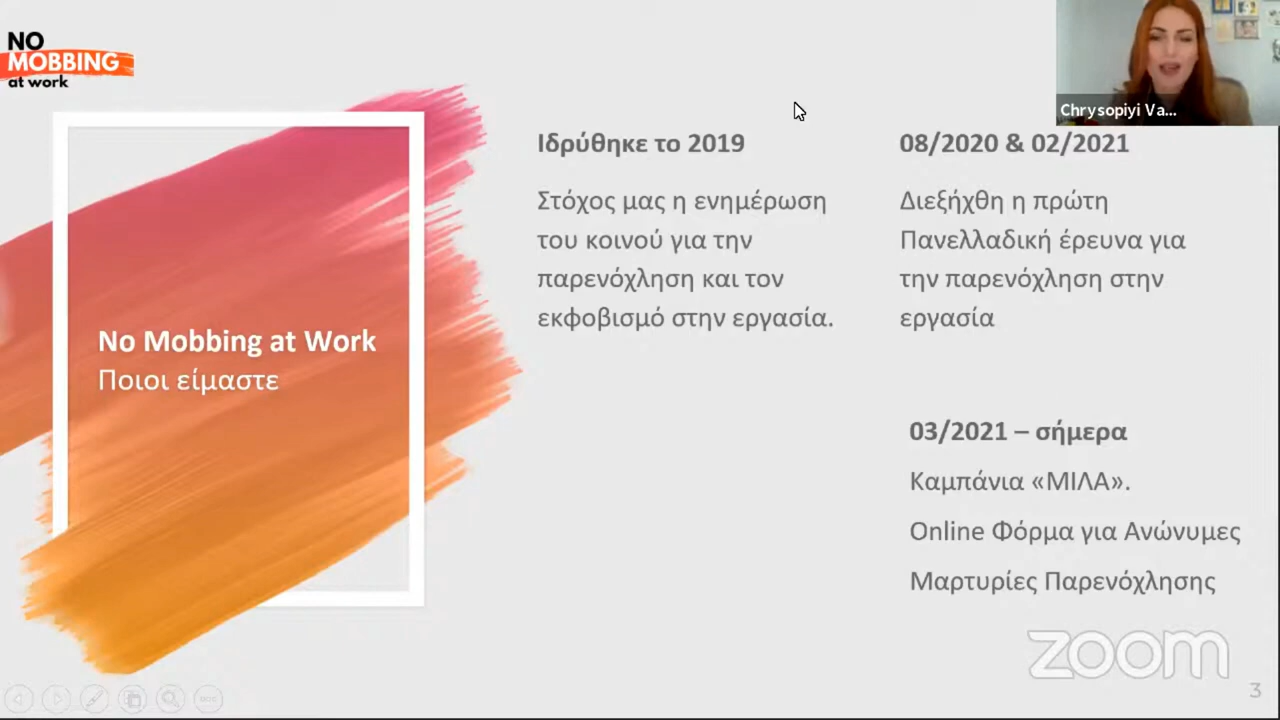 NO
MOBBING
at work
Chrysopiyi Va...
No Mobbing at Work
Ποιοι είμαστε
Ιδρύθηκε το 2019
Στόχος μας η ενημέρωση
του κοινού για την
παρενόχληση και τον
εκφοβισμό στην εργασία.
08/2020 & 02/2021
Διεξήχθη η πρώτη
Πανελλαδική έρευνα για
την παρενόχληση στην
εργασία
03/2021 – σήμερα
Καμπάνια «ΜΙΛΑ».
Online Φόρμα για Ανώνυμες
Μαρτυρίες Παρενόχλησης
zoom
3